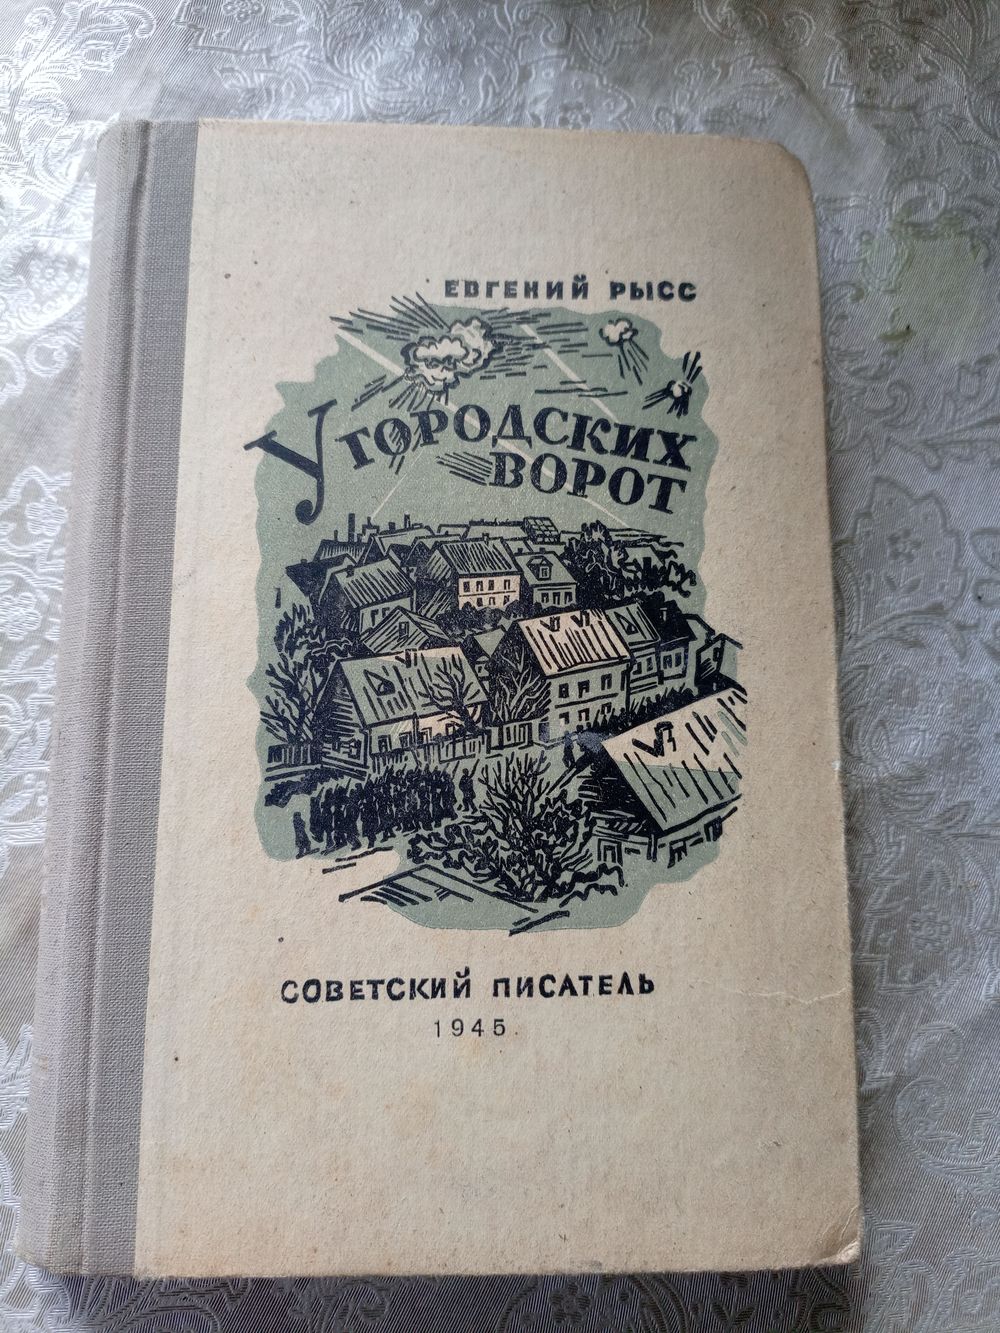 ЕВГЕНИЙ РЫСС
У ГОРОДСКИХ
ВОРОТ
СОВЕТСКИЙ ПИСАТЕЛЬ
1945